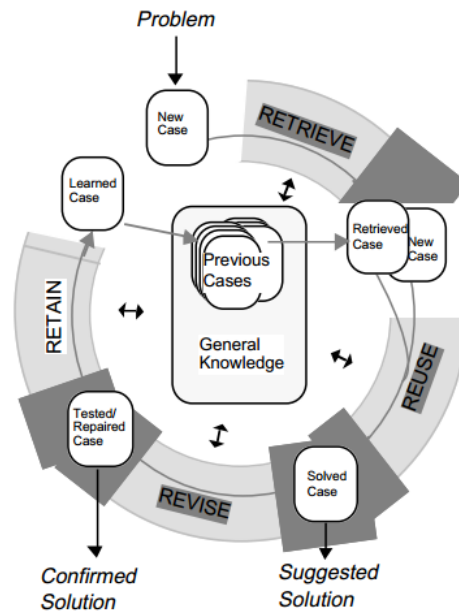 Problem
New
Case
RETRIEVE
Learned
Case
Retrieved
Case
New
Case
Previous
Cases
General
Knowledge
RETAIN
REUSE
Tested/
Repaired
Case
Solved
Case
REVISE
Confirmed
Solution
Suggested
Solution